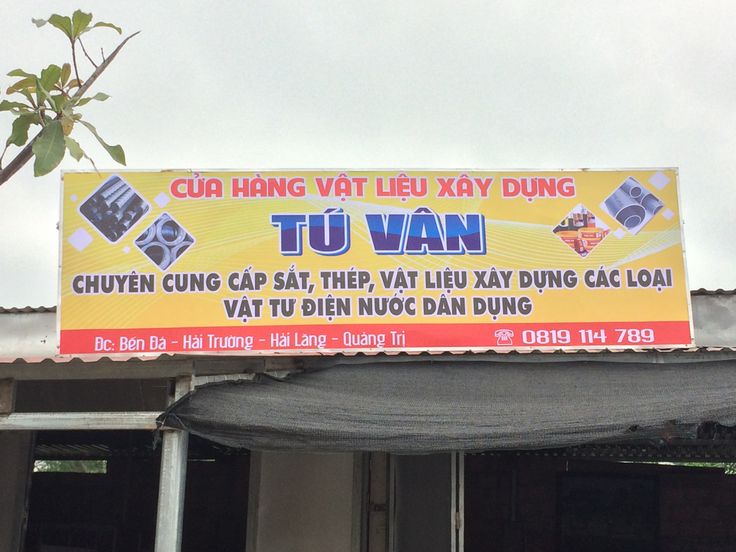 CỬA HÀNG VẬT LIỆU XÂY DỰNG
TÚ VÂN
CHUYÊN CUNG CẤP SẮT, THÉP, VẬT LIỆU XÂY DỰNG CÁC LOẠI
VẬT TƯ ĐIỆN NƯỚC DÂN DỤNG
Đc: Bến Đá - Hải Trường - Hải Lăng - Quảng Trị ☎ 0819 114 789